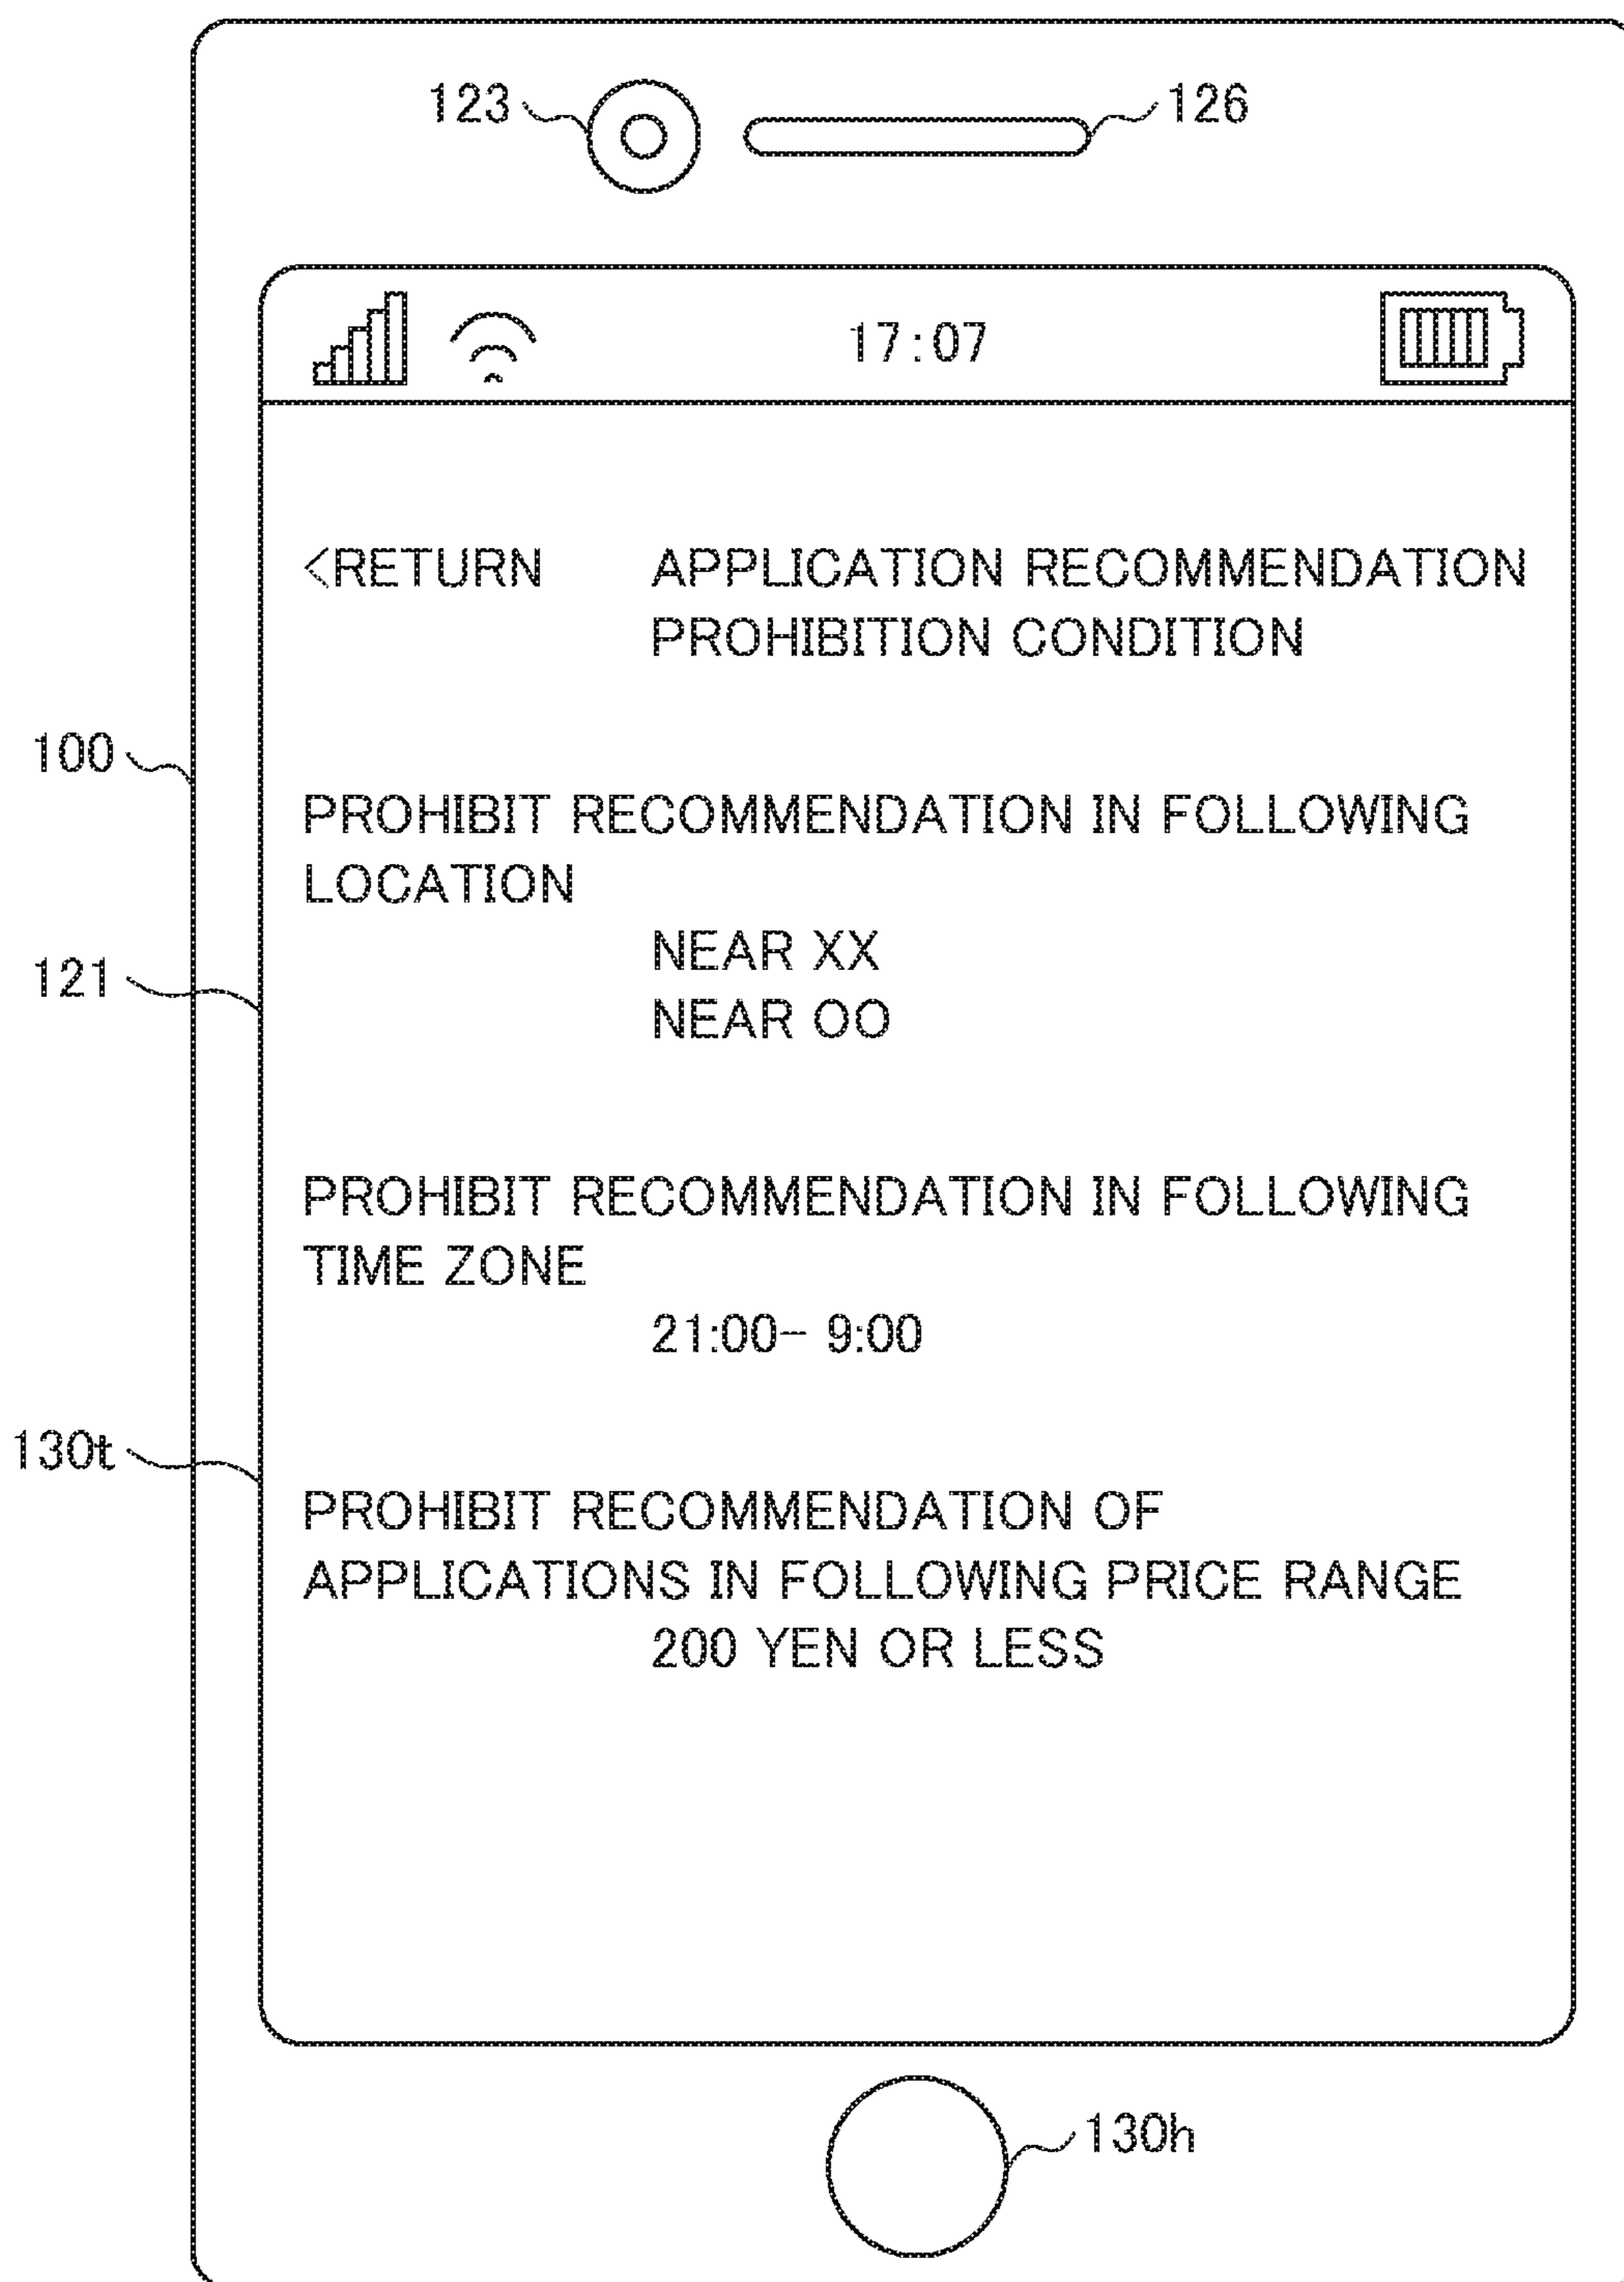 123
126
17:07
<RETURN APPLICATION RECOMMENDATION
PROHIBITION CONDITION
100
PROHIBIT RECOMMENDATION IN FOLLOWING
LOCATION
NEAR XX
121
NEAR OO
PROHIBIT RECOMMENDATION IN FOLLOWING
TIME ZONE
21:00- 9:00
130t
PROHIBIT RECOMMENDATION OF
APPLICATIONS IN FOLLOWING PRICE RANGE
200 YEN OR LESS
130h